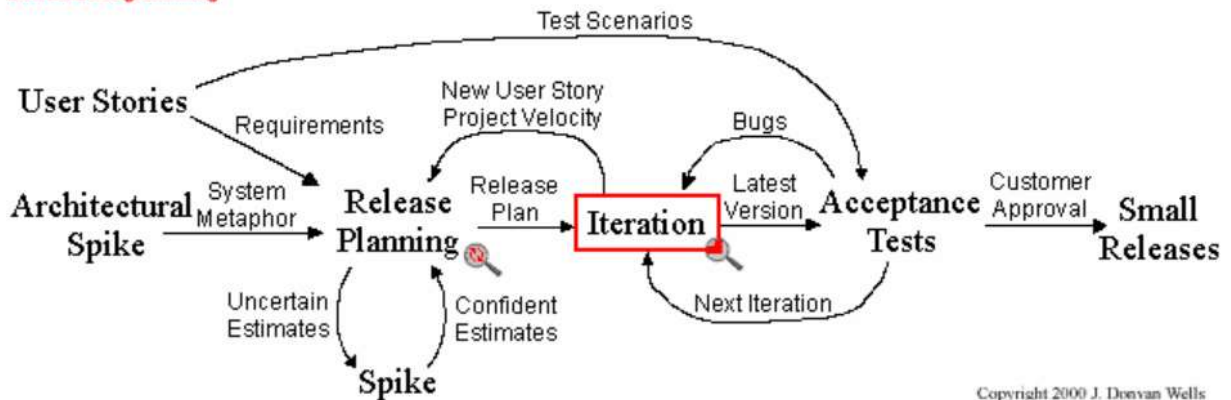 Test Scenarios
User Stories
New User Story
Project Velocity
Bugs
Requirements
Architectural
Spike
System
Metaphor
Release
Planning
Release
Plan
Iteration
Latest
Version
Acceptance
Tests
Customer
Approval
Small
Releases
Uncertain
Estimates
Confident
Estimates
Next Iteration
Spike
Copyright 2000 J. Donvan Wells